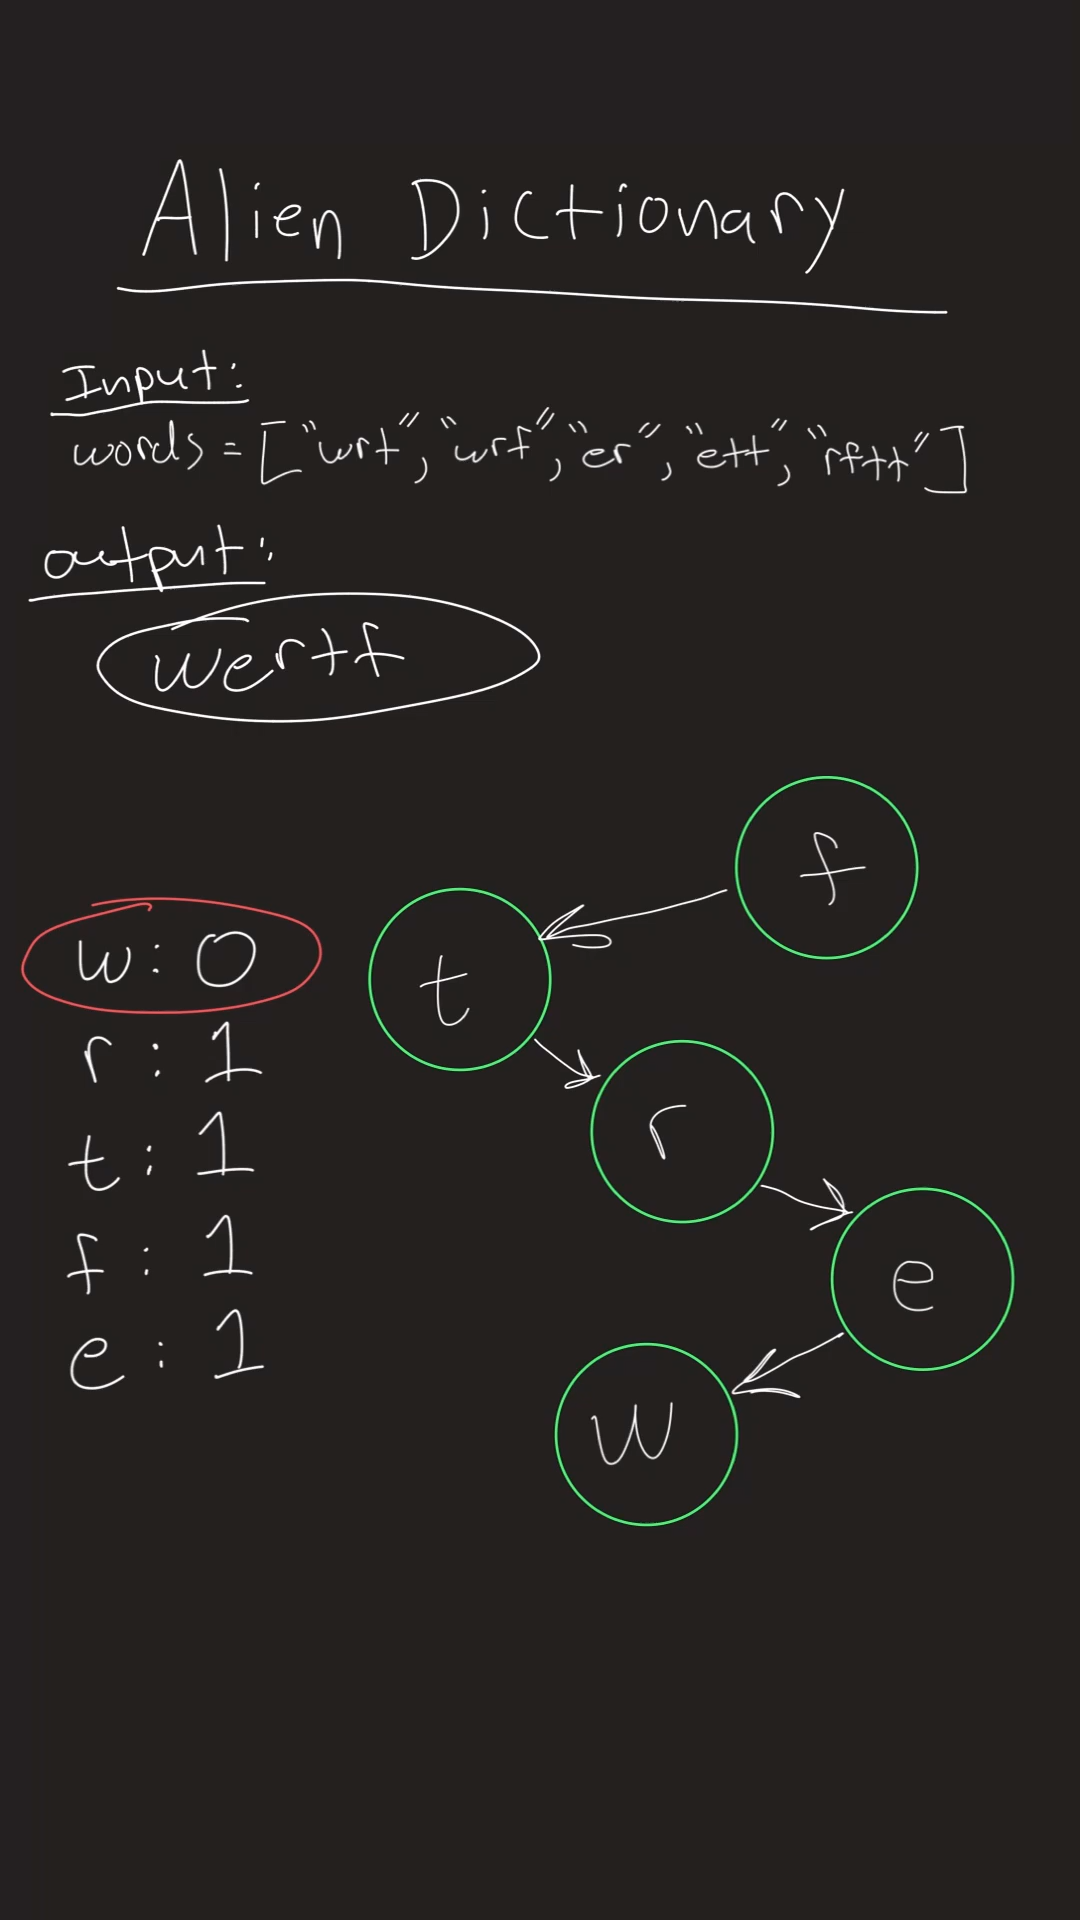 Alien Dictionary
Input:
words = ["wrt", "wrf", "er", "ett", "rftt"]
output:
wertf
f
w: 0
t
r: 1
r
t: 1
e
f: 1
e: 1
w